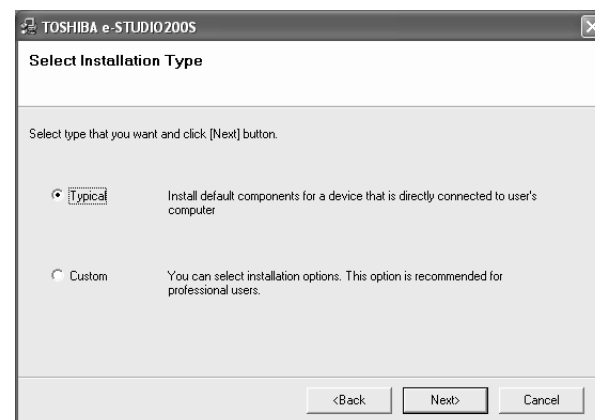 TOSHIBA e-STUDIO200S
Select Installation Type
Select type that you want and click [Next] button.
Typical
Install default components for a device that is directly connected to user's
computer
Custom
You can select installation options. This option is recommended for
professional users.
<Back
Next>
Cancel